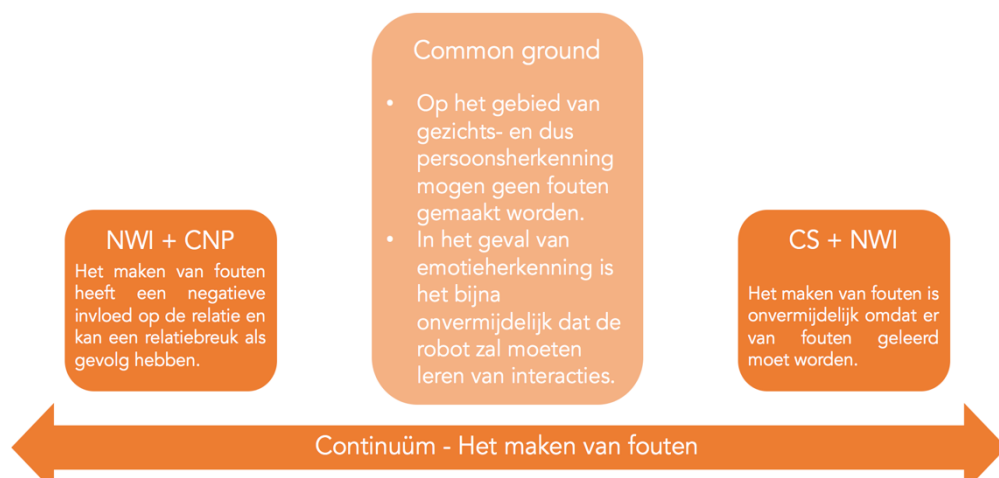 Common ground
• Op het gebied van
gezichts- en dus
persoonsherkenning
mogen geen fouten
gemaakt worden.
• In het geval van
emotieherkenning is
het bijna
onvermijdelijk dat de
robot zal moeten
leren van interacties.
NWI + CNP
Het maken van fouten
heeft een negatieve
invloed op de relatie en
kan een relatiebreuk als
gevolg hebben.
CS + NWI
Het maken van fouten is
onvermijdelijk omdat er
van fouten geleerd
moet worden.
Continuüm - Het maken van fouten